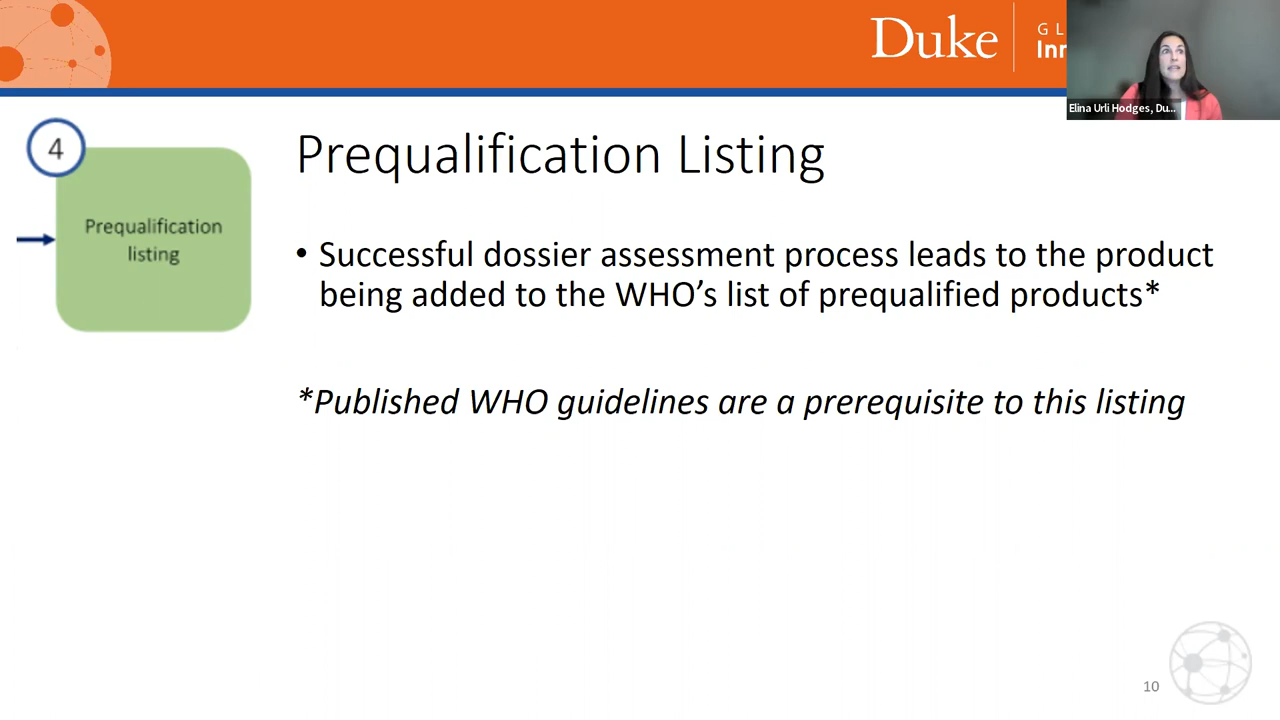 Duke
Elina Urli Hodges, Du...
4
Prequalification Listing
Prequalification
listing
• Successful dossier assessment process leads to the product
being added to the WHO's list of prequalified products*
*Published WHO guidelines are a prerequisite to this listing
10